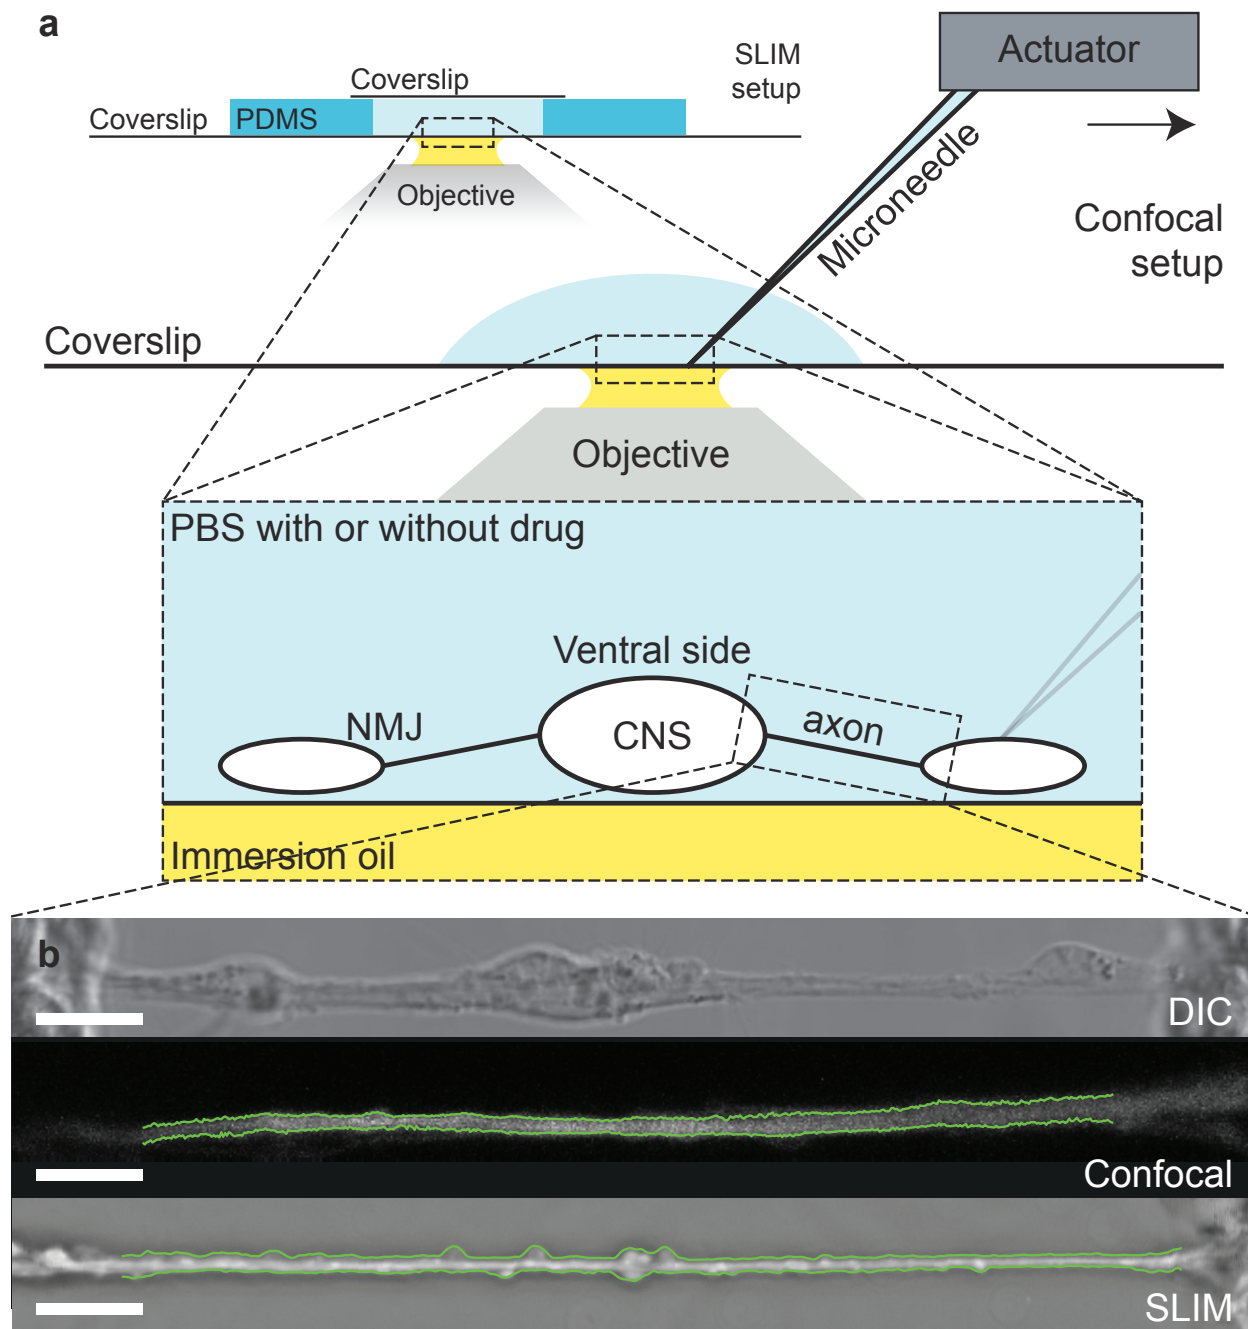 a
SLIM
setup
Coverslip
Coverslip
PDMS
Objective
Actuator
Microneedle
Confocal
setup
Coverslip
Objective
PBS with or without drug
Ventral side
NMJ
CNS
axon
Immersion oil
b
DIC
Confocal
SLIM